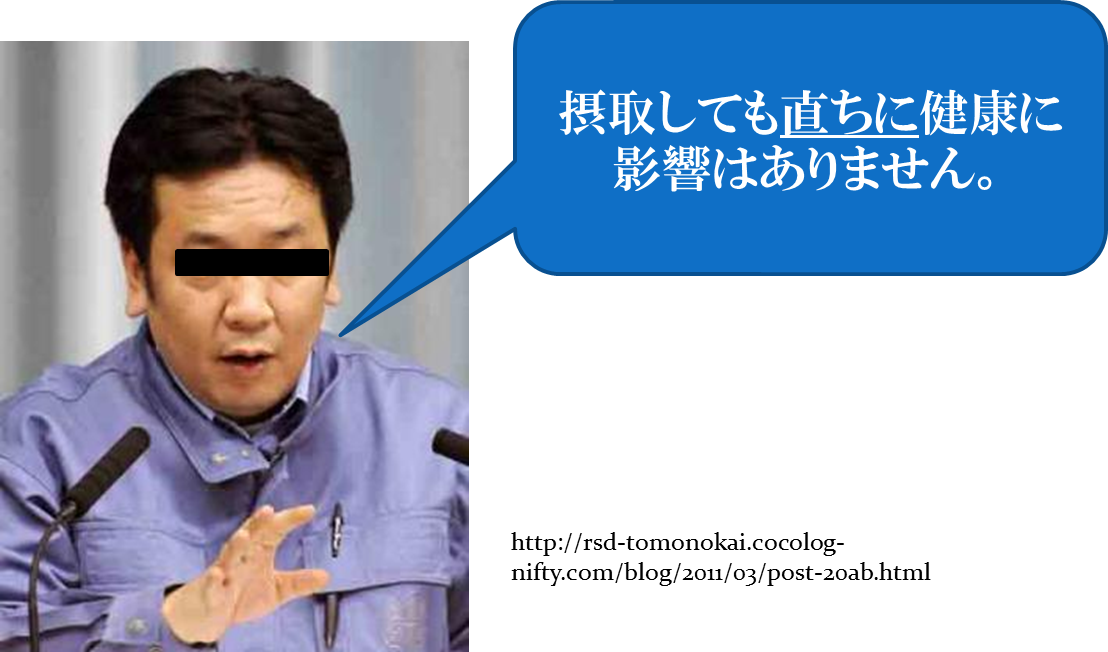 摂取しても直ちに健康に
影響はありません。
http://rsd-tomonokai.cocolog-
nifty.com/blog/2011/03/post-20ab.html